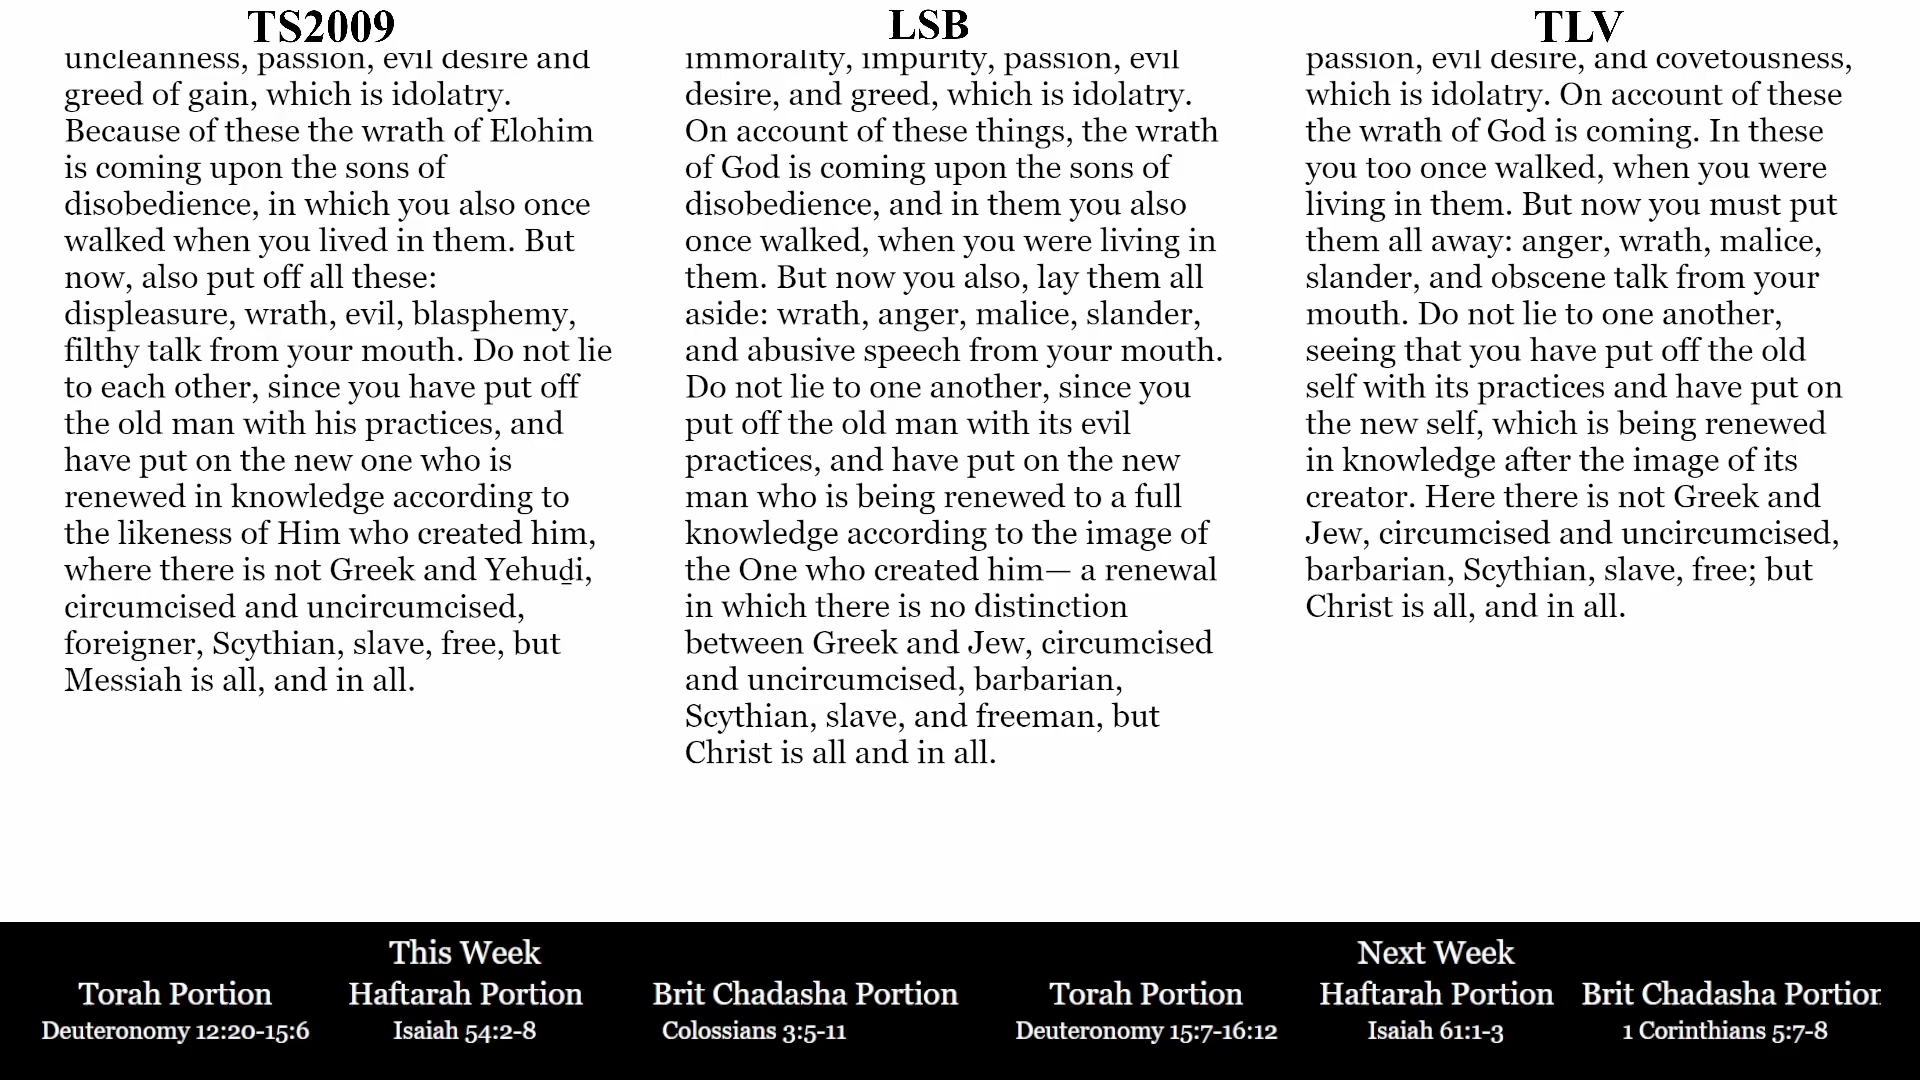 TS2009
uncleanness, passion, evil desire and
greed of gain, which is idolatry.
Because of these the wrath of Elohim
is coming upon the sons of
disobedience, in which you also once
walked when you lived in them. But
now, also put off all these:
displeasure, wrath, evil, blasphemy,
filthy talk from your mouth. Do not lie
to each other, since you have put off
the old man with his practices, and
have put on the new one who is
renewed in knowledge according to
the likeness of Him who created him,
where there is not Greek and Yehuḏi,
circumcised and uncircumcised,
foreigner, Scythian, slave, free, but
Messiah is all, and in all.
LSB
immorality, impurity, passion, evil
desire, and greed, which is idolatry.
On account of these things, the wrath
of God is coming upon the sons of
disobedience, and in them you also
once walked, when you were living in
them. But now you also, lay them all
aside: wrath, anger, malice, slander,
and abusive speech from your mouth.
Do not lie to one another, since you
put off the old man with its evil
practices, and have put on the new
man who is being renewed to a full
knowledge according to the image of
the One who created him— a renewal
in which there is no distinction
between Greek and Jew, circumcised
and uncircumcised, barbarian,
Scythian, slave, and freeman, but
Christ is all and in all.
TLV
passion, evil desire, and covetousness,
which is idolatry. On account of these
the wrath of God is coming. In these
you too once walked, when you were
living in them. But now you must put
them all away: anger, wrath, malice,
slander, and obscene talk from your
mouth. Do not lie to one another,
seeing that you have put off the old
self with its practices and have put on
the new self, which is being renewed
in knowledge after the image of its
creator. Here there is not Greek and
Jew, circumcised and uncircumcised,
barbarian, Scythian, slave, free; but
Christ is all, and in all.
This Week
Torah Portion
Deuteronomy 12:20-15:6
Haftarah Portion
Isaiah 54:2-8
Brit Chadasha Portion
Colossians 3:5-11
Next Week
Torah Portion
Deuteronomy 15:7-16:12
Haftarah Portion
Isaiah 61:1-3
Brit Chadasha Portion
1 Corinthians 5:7-8